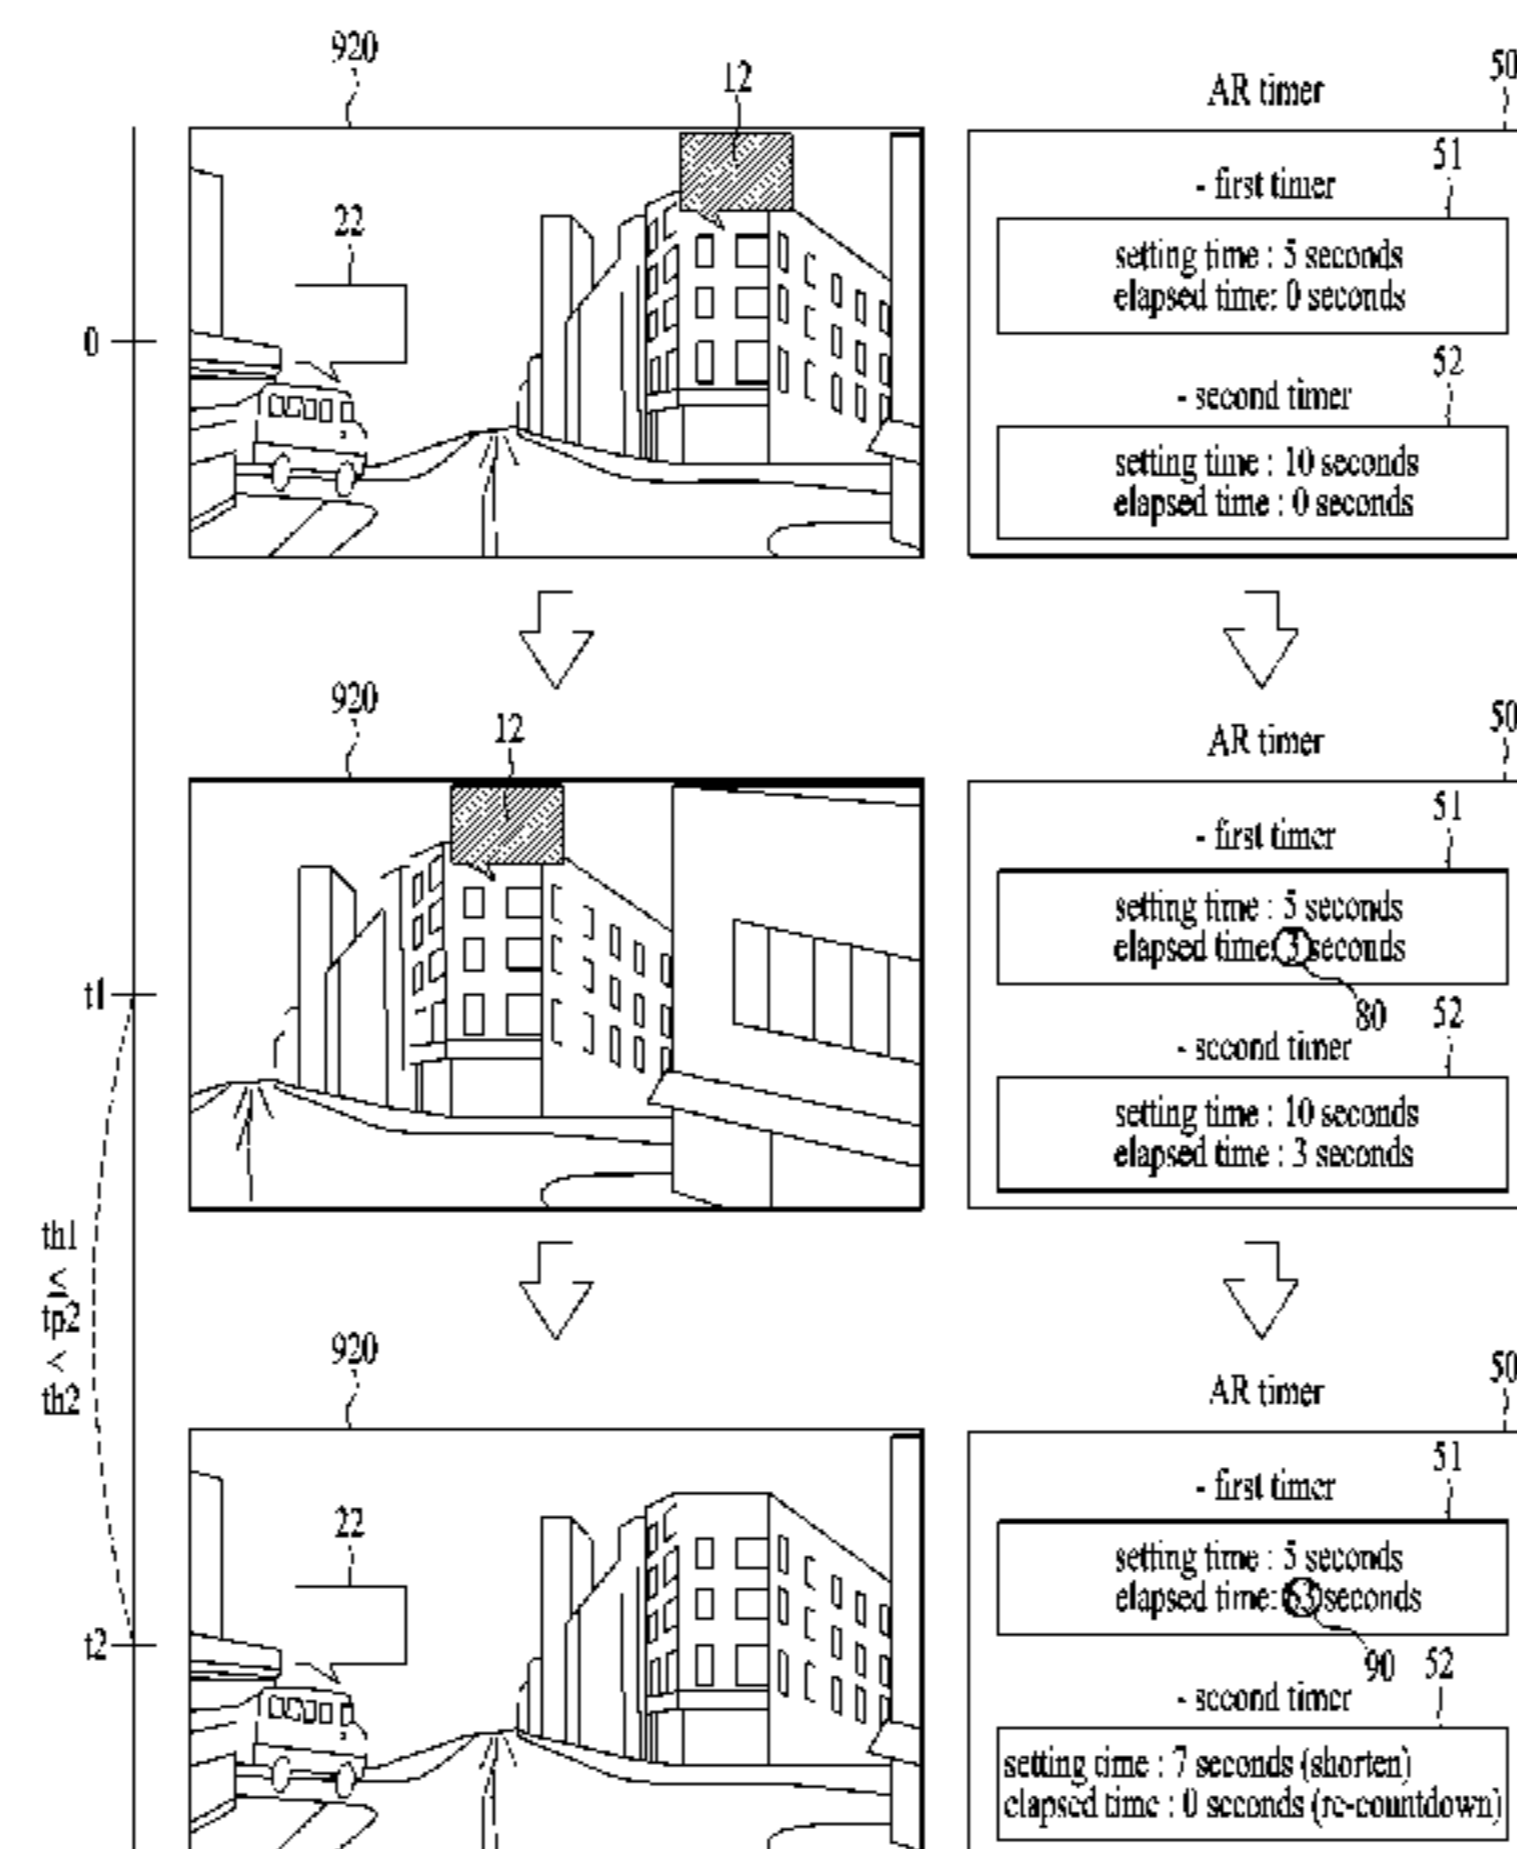 920
12
AR timer
50
51
- first timer
22
setting time : 5 seconds
elapsed time: 0 seconds
0
52
- second timer
setting time : 10 seconds
elapsed time : 0 seconds
920
12
AR timer
50
51
- first timer
setting time : 5 seconds
elapsed time: 3 seconds
t1
80
52
- second timer
setting time : 10 seconds
elapsed time : 3 seconds
th1
≤
tp2
<
th2
920
AR timer
50
51
- first timer
22
setting time : 5 seconds
elapsed time: 63 seconds
t2
90
52
- second timer
setting time : 7 seconds (shorten)
elapsed time : 0 seconds (re-countdown)